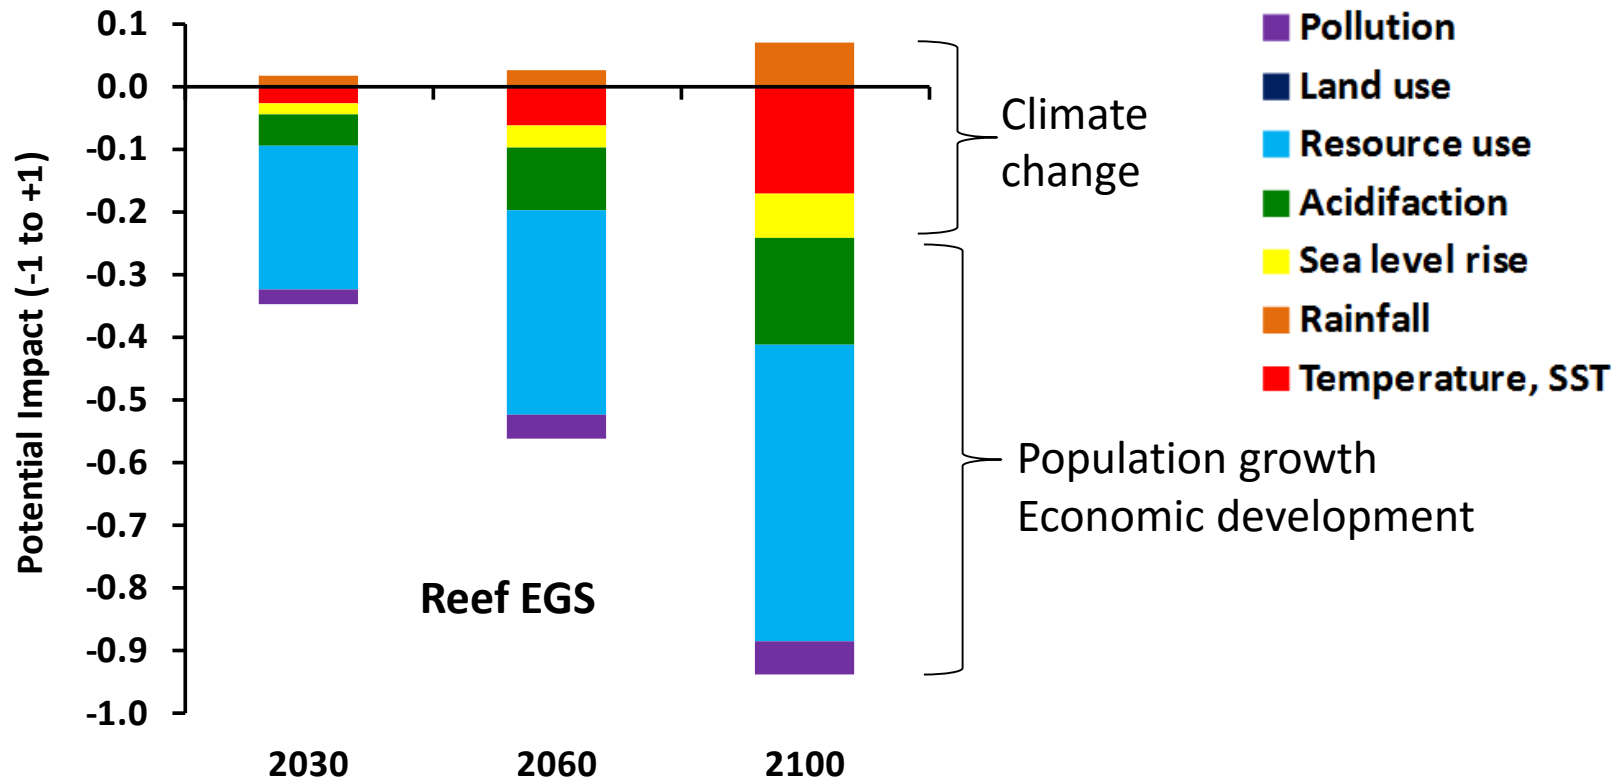 0.1
0.0
-0.1
-0.2
-0.3
-0.4
-0.5
-0.6
-0.7
-0.8
-0.9
-1.0
Potential Impact (-1 to +1)
2030
2060
2100
Reef EGS
Climate
change
Population growth
Economic development
Pollution
Land use
Resource use
Acidifaction
Sea level rise
Rainfall
Temperature, SST